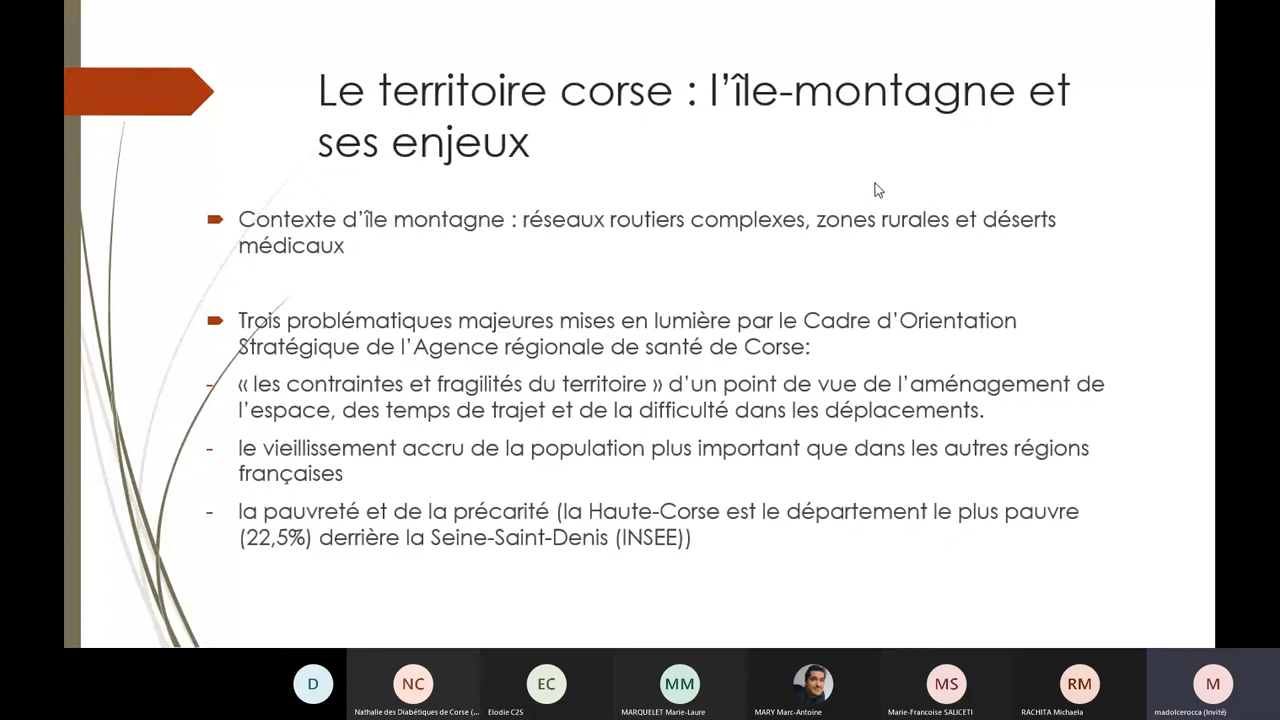 Le territoire corse : l'île-montagne et
ses enjeux
Contexte d'île montagne : réseaux routiers complexes, zones rurales et déserts
médicaux
Trois problématiques majeures mises en lumière par le Cadre d'Orientation
Stratégique de l'Agence régionale de santé de Corse:
- « les contraintes et fragilités du territoire » d'un point de vue de l'aménagement de
l'espace, des temps de trajet et de la difficulté dans les déplacements.
- le vieillissement accru de la population plus important que dans les autres régions
françaises
- la pauvreté et de la précarité (la Haute-Corse est le département le plus pauvre
(22,5%) derrière la Seine-Saint-Denis (INSEE))
D NC EC MM MS RM M
Nathalie des Diabétiques de Corse (... Elodie C2S MARQUELET Marie-Laure MARY Marc-Antoine Marie-Francoise SALICETI RACHITA Michaela madolcerocca (Invité)